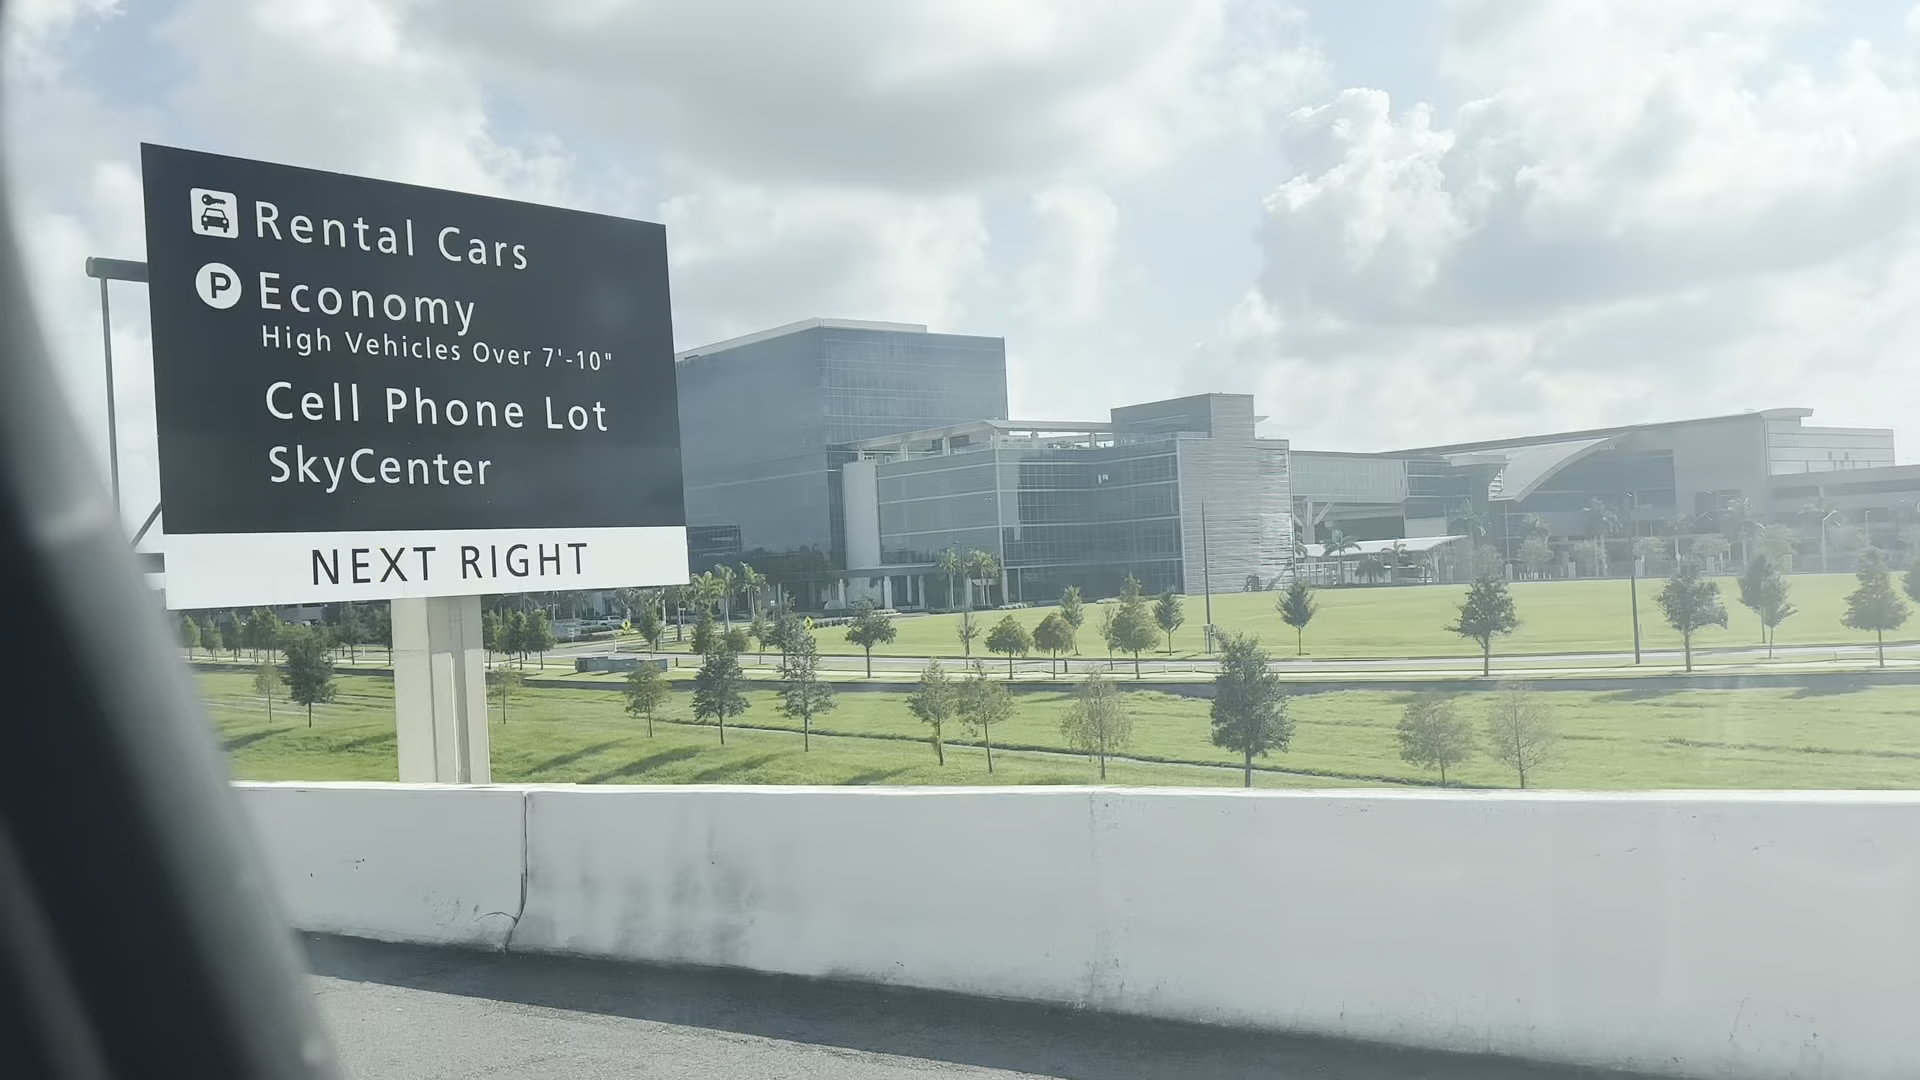 Rental Cars
P Economy
High Vehicles Over 7'-10"
Cell Phone Lot
SkyCenter
NEXT RIGHT